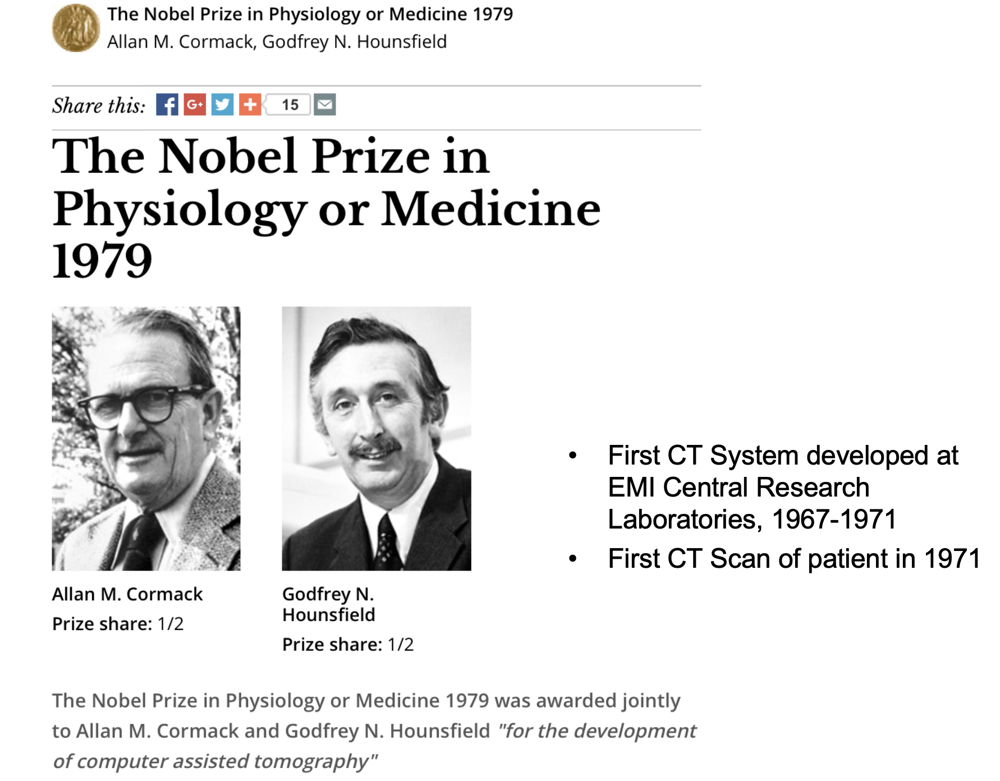 The Nobel Prize in Physiology or Medicine 1979
Allan M. Cormack, Godfrey N. Hounsfield
Share this: f G+ + 15
The Nobel Prize in
Physiology or Medicine
1979
Allan M. Cormack
Prize share: 1/2
Godfrey N.
Hounsfield
Prize share: 1/2
• First CT System developed at
EMI Central Research
Laboratories, 1967-1971
• First CT Scan of patient in 1971
The Nobel Prize in Physiology or Medicine 1979 was awarded jointly
to Allan M. Cormack and Godfrey N. Hounsfield "for the development
of computer assisted tomography"